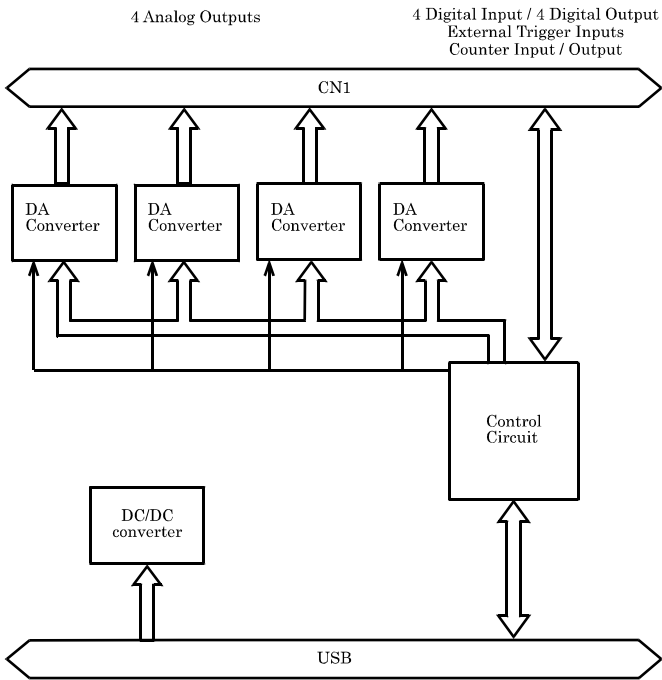 4 Analog Outputs
4 Digital Input / 4 Digital Output
External Trigger Inputs
Counter Input / Output
CN1
DA
Converter
DA
Converter
DA
Converter
DA
Converter
Control
Circuit
DC/DC
converter
USB